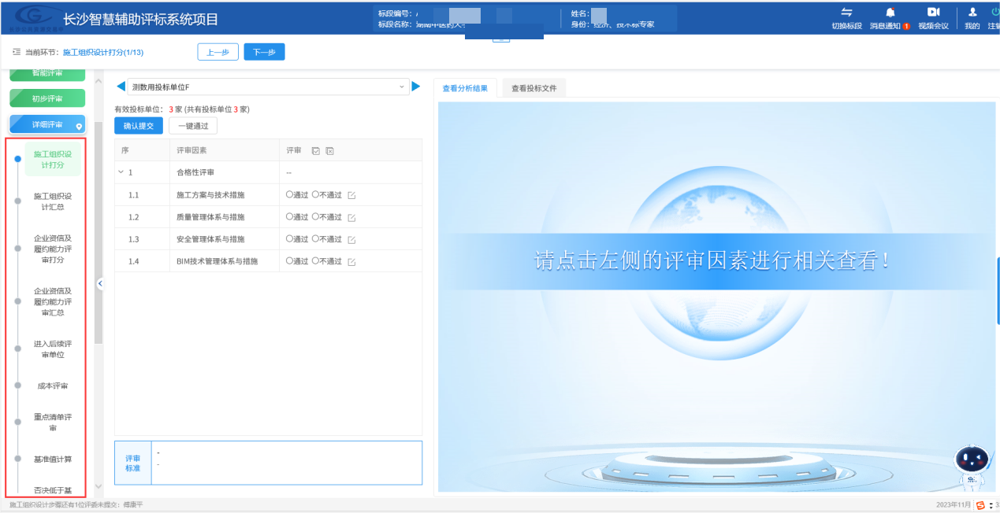 长沙智慧辅助评标系统项目
标段编号：
标段名称：
姓名：
身份：经济、技术标专家
切换标段
消息通知 1
视频会议
我的
当前环节：施工组织设计打分(1/13)
上一步
下一步
智能评审
初步评审
详细评审
施工组织设
计打分
施工组织设
计汇总
企业资信及
履约能力评
审打分
企业资信及
履约能力评
审汇总
进入后续评
审单位
成本评审
重点清单评
审
基准值计算
否决低于基
测数用投标单位F
有效投标单位： 3 家 (共有投标单位 3 家)
确认提交
一键通过
序 评审因素 评审
1 合格性评审 --
1.1 施工方案与技术措施 通过 不通过
1.2 质量管理体系与措施 通过 不通过
1.3 安全管理体系与措施 通过 不通过
1.4 BIM技术管理体系与措施 通过 不通过
评审
标准
-
-
查看分析结果
查看投标文件
请点击左侧的评审因素进行相关查看！
施工组织设计步骤还有1位评委未提交：傅康平
2023年11月